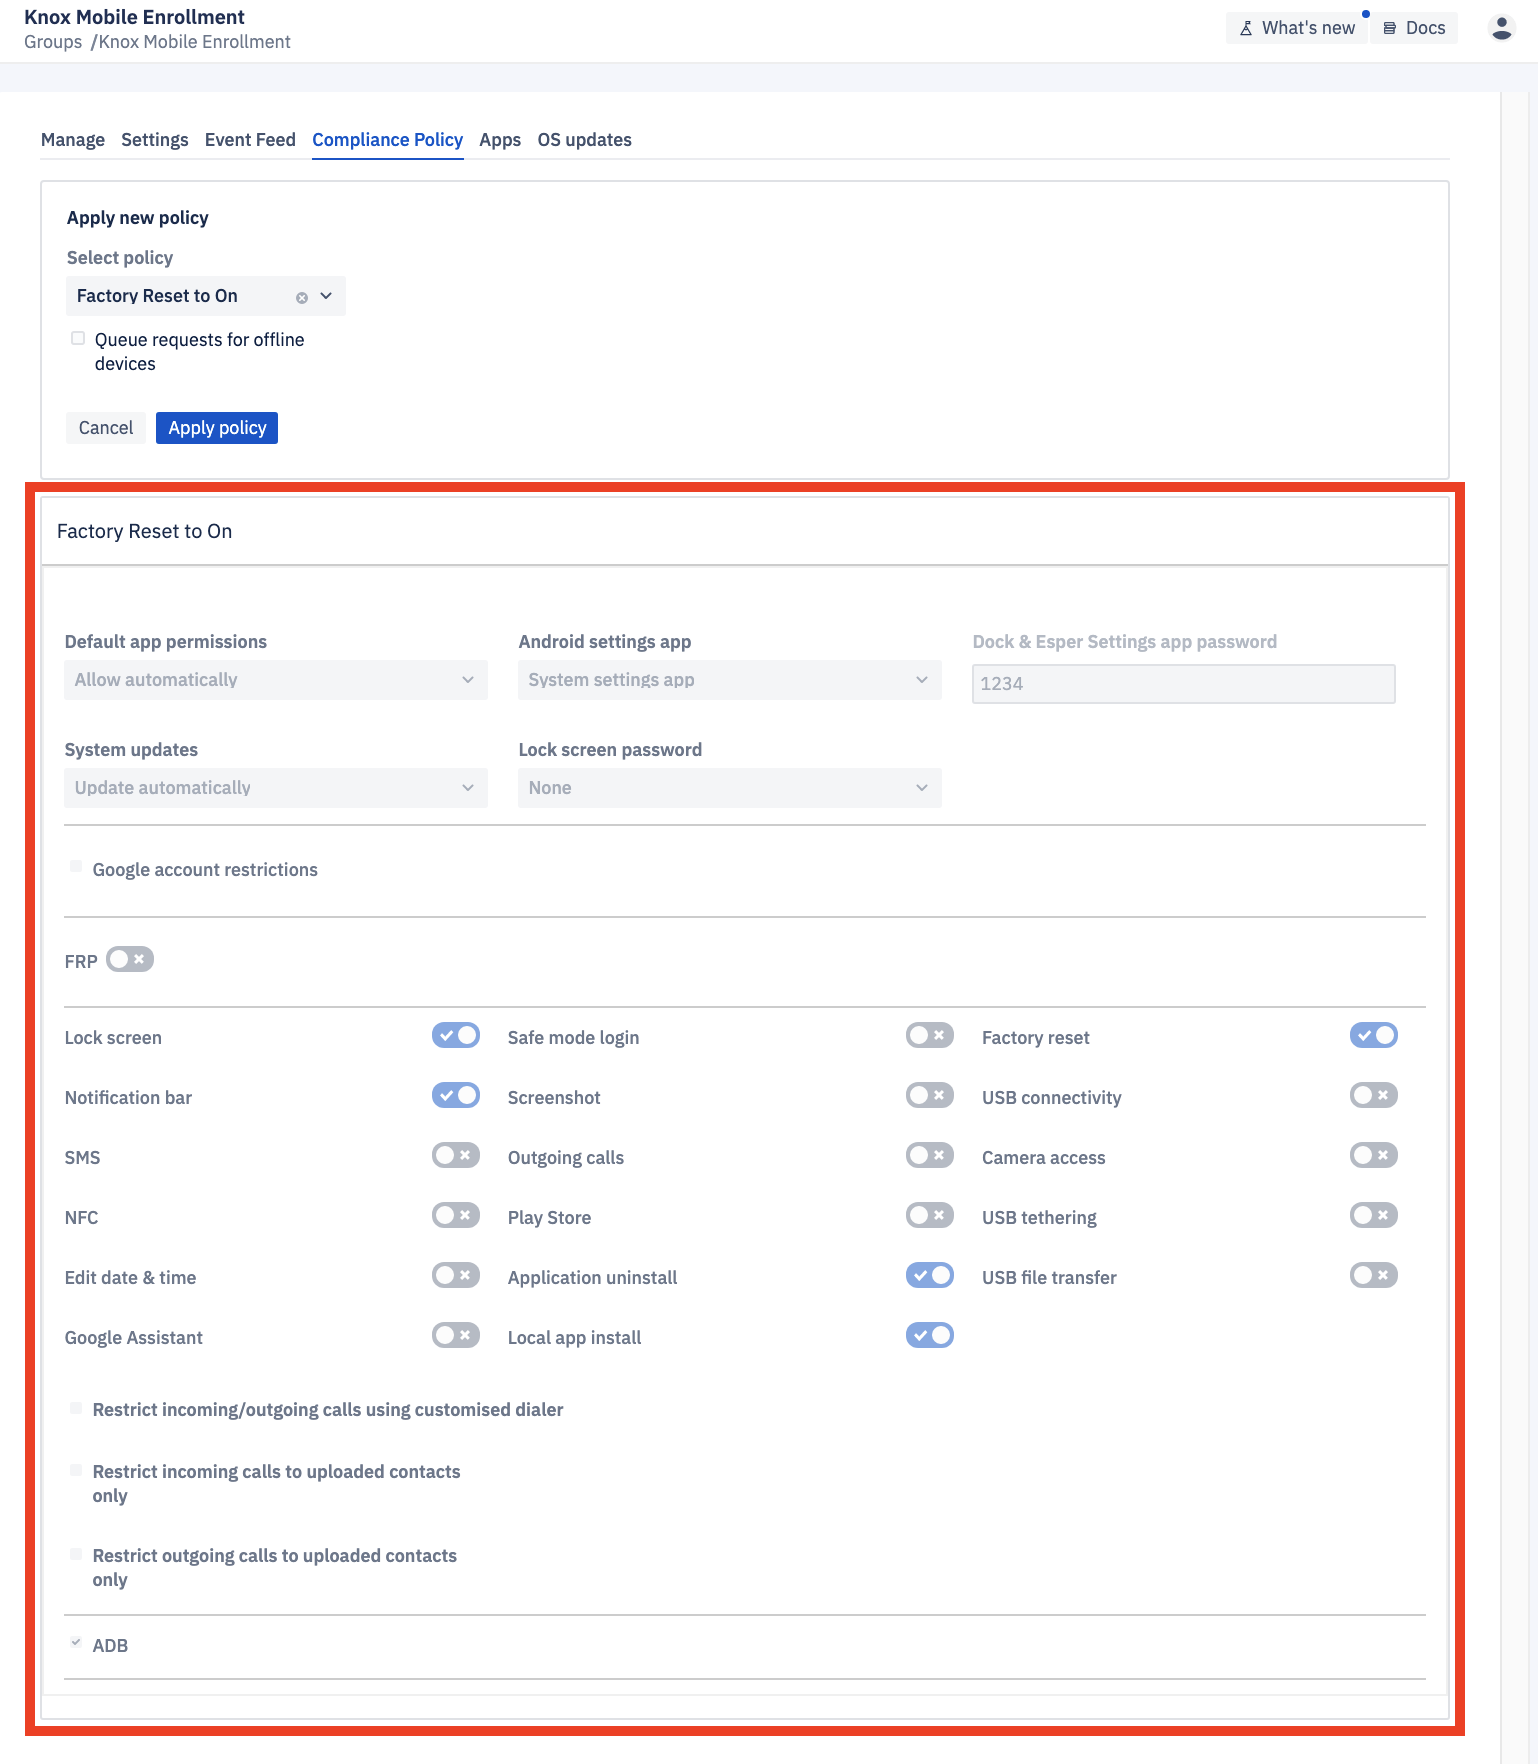 Knox Mobile Enrollment
Groups /Knox Mobile Enrollment
What's new
Docs
Manage Settings Event Feed Compliance Policy Apps OS updates
Apply new policy
Select policy
Factory Reset to On
Queue requests for offline
devices
Cancel Apply policy
Factory Reset to On
Default app permissions
Allow automatically
Android settings app
System settings app
Dock & Esper Settings app password
1234
System updates
Update automatically
Lock screen password
None
Google account restrictions
FRP
Lock screen Safe mode login Factory reset
Notification bar Screenshot USB connectivity
SMS Outgoing calls Camera access
NFC Play Store USB tethering
Edit date & time Application uninstall USB file transfer
Google Assistant Local app install
Restrict incoming/outgoing calls using customised dialer
Restrict incoming calls to uploaded contacts
only
Restrict outgoing calls to uploaded contacts
only
ADB